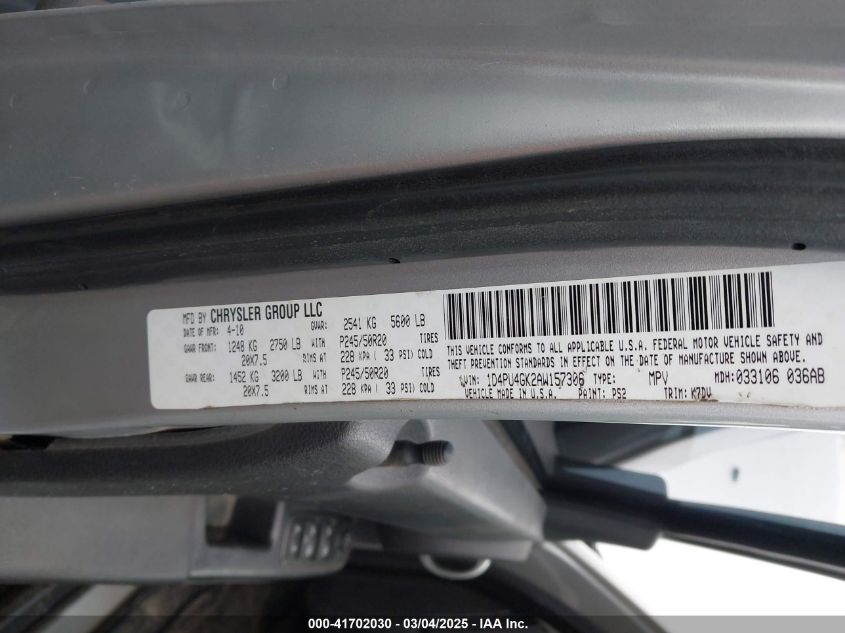 MFD BY CHRYSLER GROUP LLC
DATE OF MFR: 4-10 GVWR: 2541 KG 5600 LB
GAWR FRONT: 1248 KG 2750 LB WITH P245/50R20 TIRES
20X7.5 RIMS AT 228 KPA ( 33 PSI) COLD
GAWR REAR: 1452 KG 3200 LB WITH P245/50R20 TIRES
20X7.5 RIMS AT 228 KPA ( 33 PSI) COLD
THIS VEHICLE CONFORMS TO ALL APPLICABLE U.S.A. FEDERAL MOTOR VEHICLE SAFETY AND
THEFT PREVENTION STANDARDS IN EFFECT ON THE DATE OF MANUFACTURE SHOWN ABOVE.
VIN: 1D4PU4GK2AW157306 TYPE: MPV MDH:033106 036AB
VEHICLE MADE IN U.S.A. PAINT: PS2 TRIM: K7DV
000-41702030 - 03/04/2025 - IAA Inc.